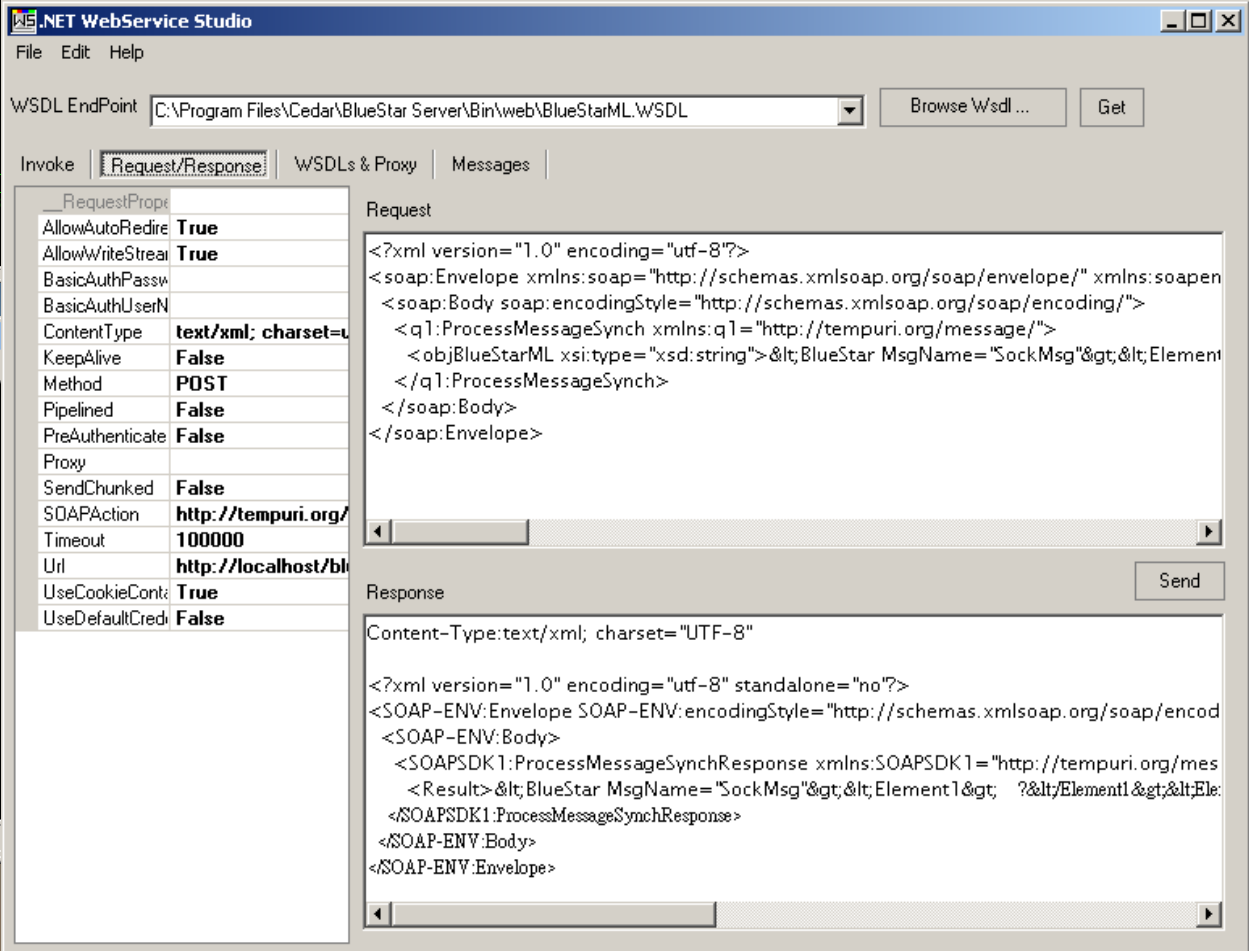 .NET WebService Studio
File Edit Help
WSDL EndPoint C:\Program Files\Cedar\BlueStar Server\Bin\web\BlueStarML.WSDL Browse Wsdl ... Get
Invoke Request/Response WSDLs & Proxy Messages
__RequestPrope
AllowAutoRedire True
AllowWriteStrea True
BasicAuthPassw
BasicAuthUserN
ContentType text/xml; charset=u
KeepAlive False
Method POST
Pipelined False
PreAuthenticate False
Proxy
SendChunked False
SOAPAction http://tempuri.org/
Timeout 100000
Url http://localhost/blu
UseCookieConta True
UseDefaultCrede False
Request
<?xml version="1.0" encoding="utf-8"?>
<soap:Envelope xmlns:soap="http://schemas.xmlsoap.org/soap/envelope/" xmlns:soapen
<soap:Body soap:encodingStyle="http://schemas.xmlsoap.org/soap/encoding/">
<q1:ProcessMessageSynch xmlns:q1="http://tempuri.org/message/">
<objBlueStarML xsi:type="xsd:string">&lt;BlueStar MsgName="SockMsg"&gt;&lt;Element
</q1:ProcessMessageSynch>
</soap:Body>
</soap:Envelope>
Send
Response
Content-Type:text/xml; charset="UTF-8"
<?xml version="1.0" encoding="utf-8" standalone="no"?>
<SOAP-ENV:Envelope SOAP-ENV:encodingStyle="http://schemas.xmlsoap.org/soap/encod
<SOAP-ENV:Body>
<SOAPSDK1:ProcessMessageSynchResponse xmlns:SOAPSDK1="http://tempuri.org/mes
<Result>&lt;BlueStar MsgName="SockMsg"&gt;&lt;Element1&gt; ?&lt;/Element1&gt;&lt;Ele
</SOAPSDK1:ProcessMessageSynchResponse>
</SOAP-ENV:Body>
</SOAP-ENV:Envelope>